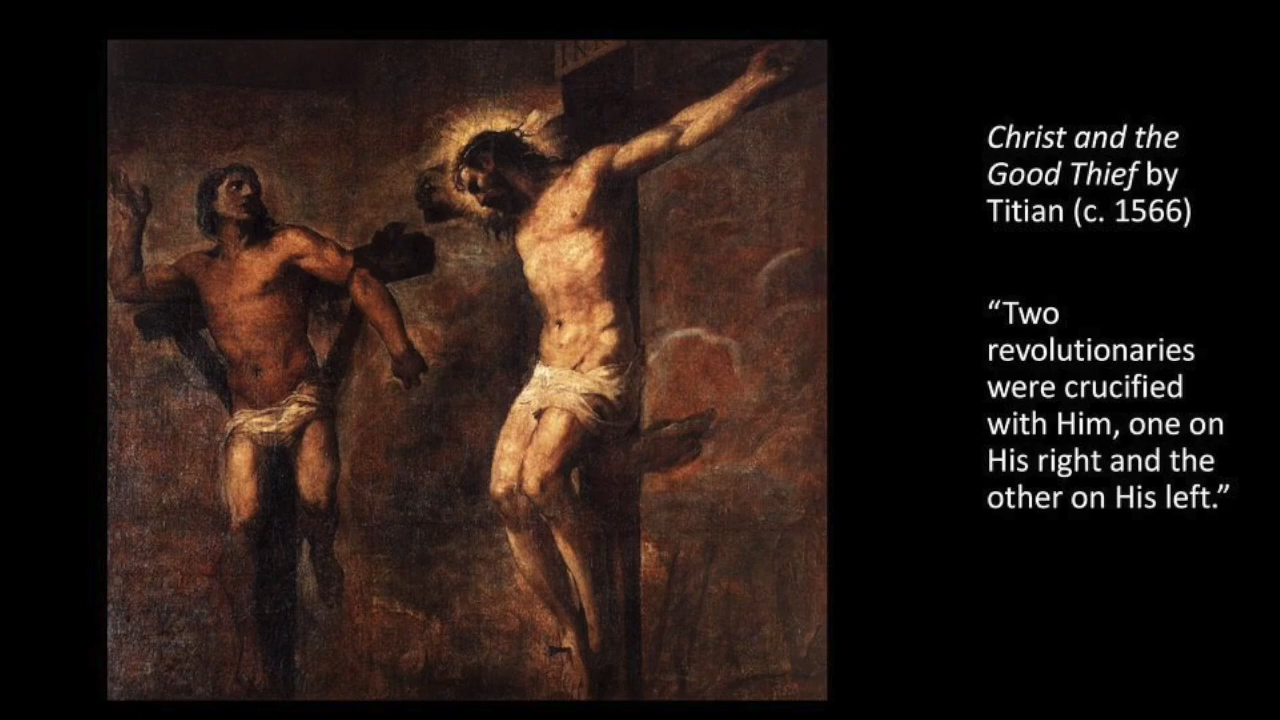 Christ and the
Good Thief by
Titian (c. 1566)
“Two
revolutionaries
were crucified
with Him, one on
His right and the
other on His left.”